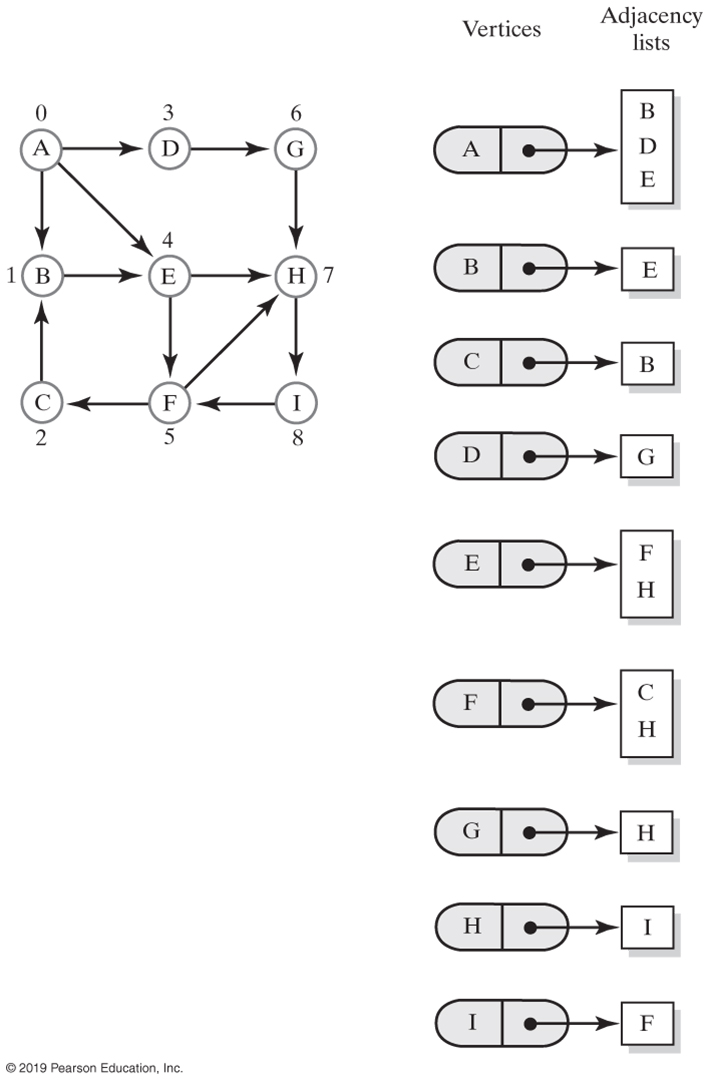 Vertices
Adjacency
lists
0
3
6
A
D
G
4
1
B
E
H
7
C
F
I
2
5
8
A
B
D
E
B
E
C
B
D
G
E
F
H
F
C
H
G
H
H
I
I
F
© 2019 Pearson Education, Inc.